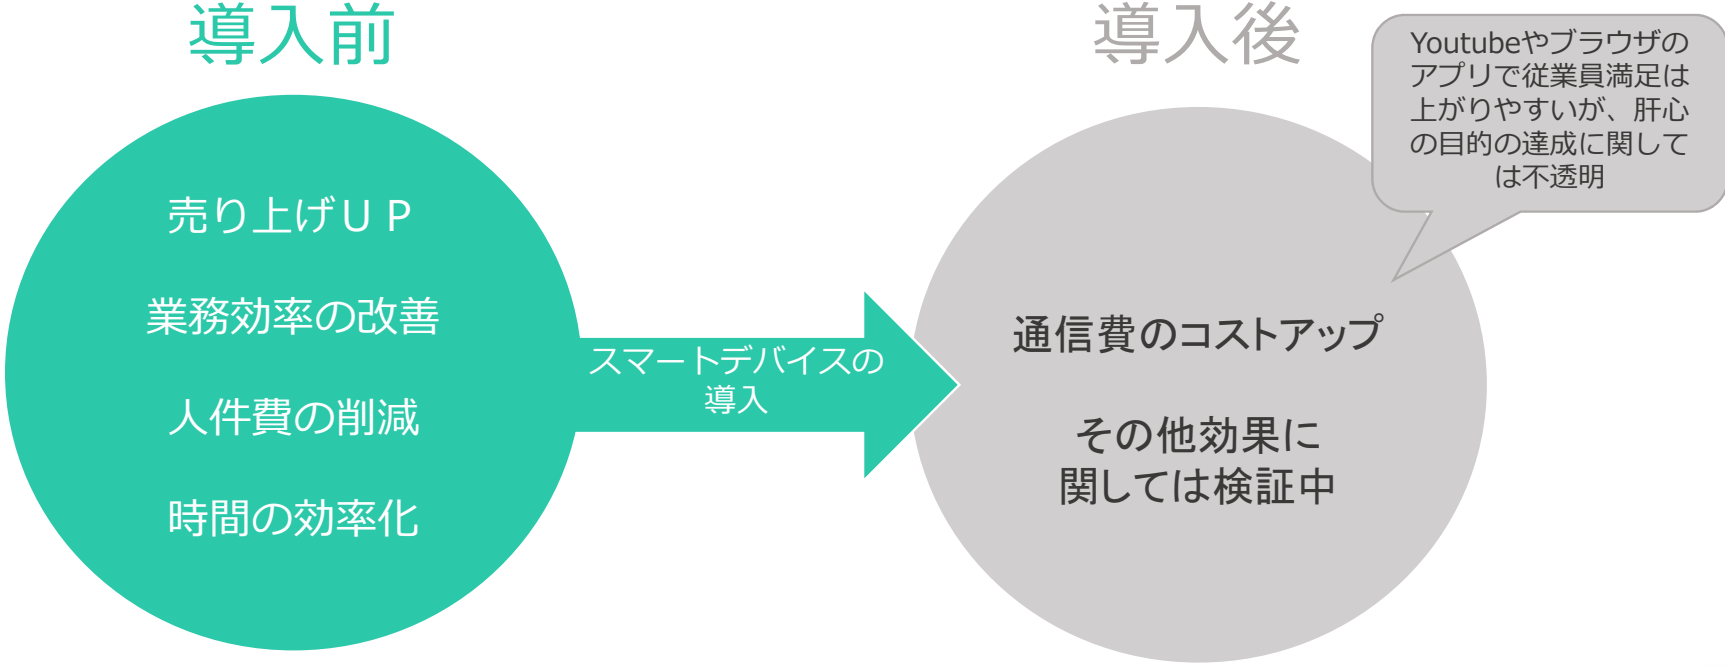 導入前
売り上げＵＰ
業務効率の改善
人件費の削減
時間の効率化
スマートデバイスの
導入
導入後
通信費のコストアップ
その他効果に
関しては検証中
Youtubeやブラウザの
アプリで従業員満足は
上がりやすいが、肝心
の目的の達成に関して
は不透明